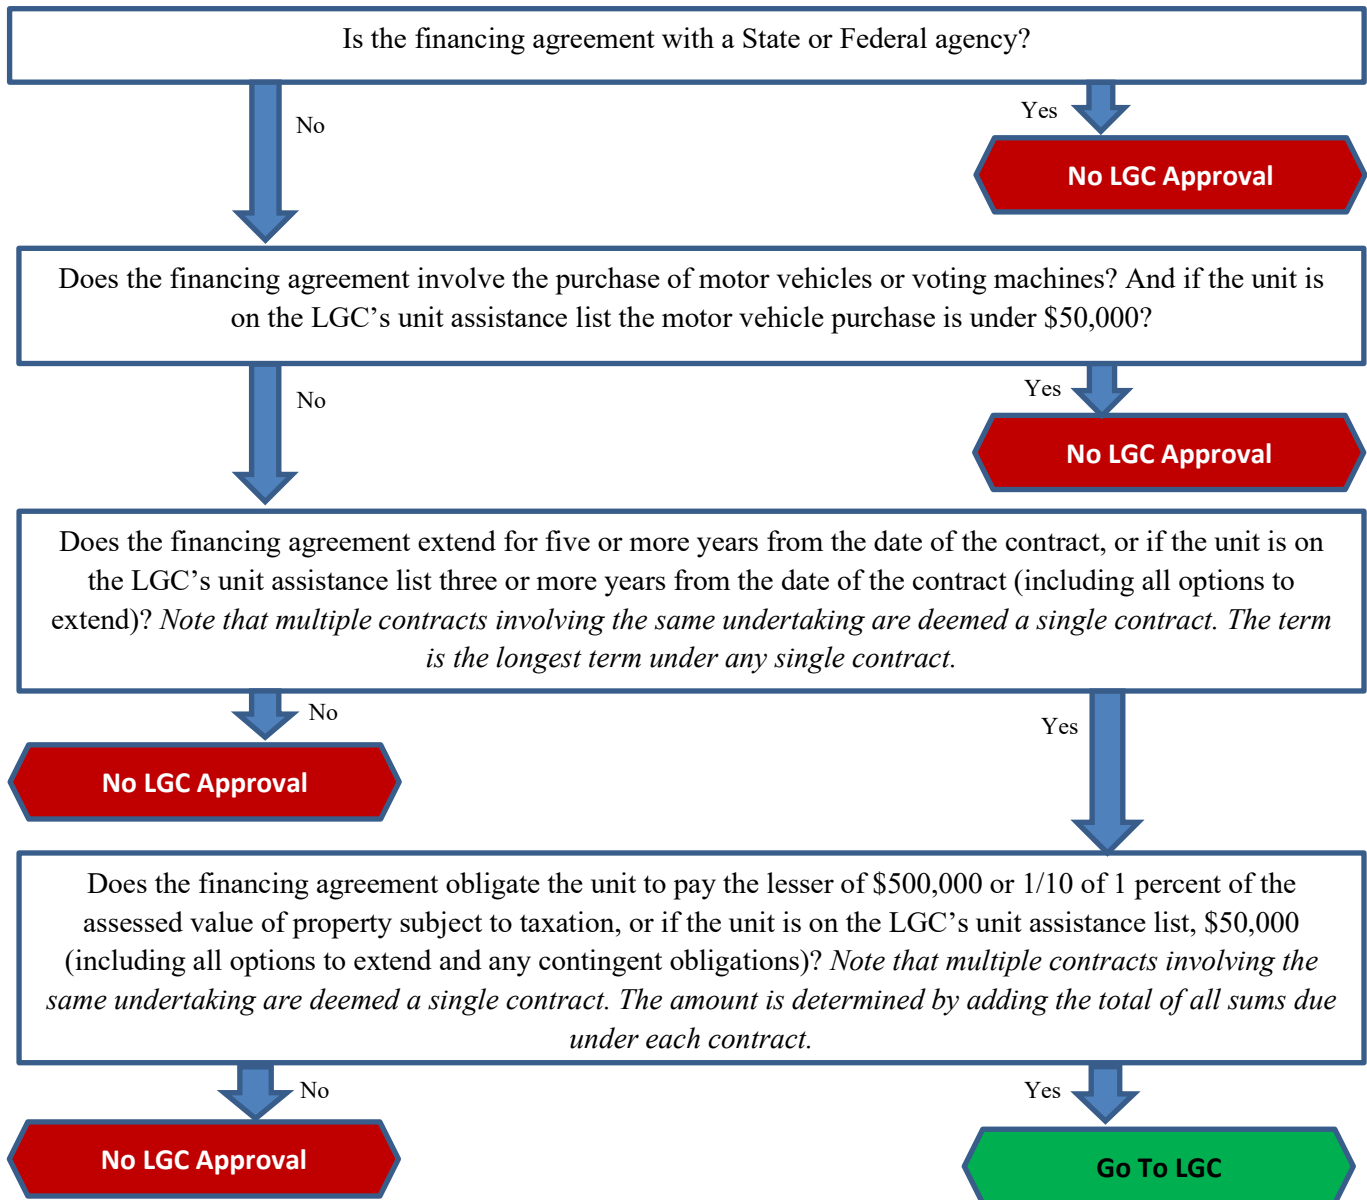 Is the financing agreement with a State or Federal agency?
No
Yes
No LGC Approval
Does the financing agreement involve the purchase of motor vehicles or voting machines? And if the unit is
on the LGC's unit assistance list the motor vehicle purchase is under $50,000?
No
Yes
No LGC Approval
Does the financing agreement extend for five or more years from the date of the contract, or if the unit is on
the LGC's unit assistance list three or more years from the date of the contract (including all options to
extend)? Note that multiple contracts involving the same undertaking are deemed a single contract. The term
is the longest term under any single contract.
No
Yes
No LGC Approval
Does the financing agreement obligate the unit to pay the lesser of $500,000 or 1/10 of 1 percent of the
assessed value of property subject to taxation, or if the unit is on the LGC's unit assistance list, $50,000
(including all options to extend and any contingent obligations)? Note that multiple contracts involving the
same undertaking are deemed a single contract. The amount is determined by adding the total of all sums due
under each contract.
No
Yes
No LGC Approval
Go To LGC